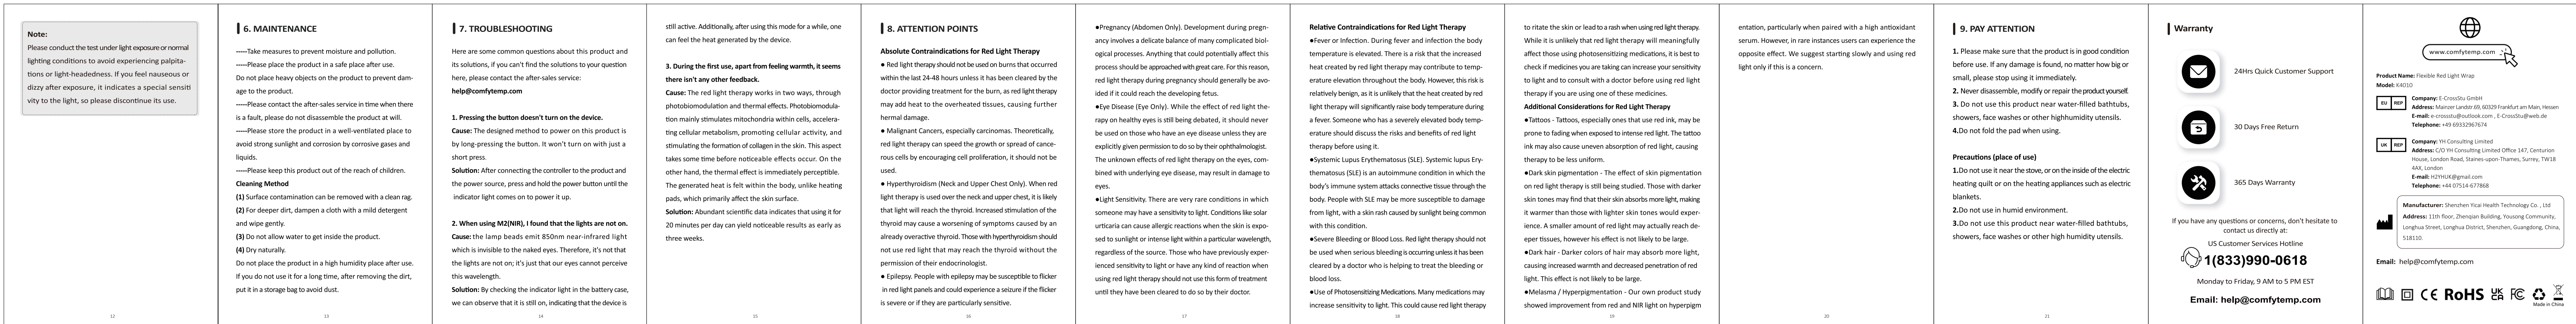 Note:
Please conduct the test under light exposure or normal
lighting conditions to avoid experiencing palpita-
tions or light-headedness. If you feel nauseous or
dizzy after exposure, it indicates a special sensiti
vity to the light, so please discontinue its use.
12
6. MAINTENANCE
-----Take measures to prevent moisture and pollution.
-----Please place the product in a safe place after use.
Do not place heavy objects on the product to prevent dam-
age to the product.
-----Please contact the after-sales service in time when there
is a fault, please do not disassemble the product at will.
-----Please store the product in a well-ventilated place to
avoid strong sunlight and corrosion by corrosive gases and
liquids.
-----Please keep this product out of the reach of children.
Cleaning Method
(1) Surface contamination can be removed with a clean rag.
(2) For deeper dirt, dampen a cloth with a mild detergent
and wipe gently.
(3) Do not allow water to get inside the product.
(4) Dry naturally.
Do not place the product in a high humidity place after use.
If you do not use it for a long time, after removing the dirt,
put it in a storage bag to avoid dust.
13
7. TROUBLESHOOTING
Here are some common questions about this product and
its solutions, if you can't find the solutions to your question
here, please contact the after-sales service:
help@comfytemp.com
1. Pressing the button doesn't turn on the device.
Cause: The designed method to power on this product is
by long-pressing the button. It won't turn on with just a
short press.
Solution: After connecting the controller to the product and
the power source, press and hold the power button until the
indicator light comes on to power it up.
2. When using M2(NIR), I found that the lights are not on.
Cause: the lamp beads emit 850nm near-infrared light
which is invisible to the naked eyes. Therefore, it's not that
the lights are not on; it's just that our eyes cannot perceive
this wavelength.
Solution: By checking the indicator light in the battery case,
we can observe that it is still on, indicating that the device is
14
still active. Additionally, after using this mode for a while, one
can feel the heat generated by the device.
3. During the first use, apart from feeling warmth, it seems
there isn't any other feedback.
Cause: The red light therapy works in two ways, through
photobiomodulation and thermal effects. Photobiomodula-
tion mainly stimulates mitochondria within cells, accelera-
ting cellular metabolism, promoting cellular activity, and
stimulating the formation of collagen in the skin. This aspect
takes some time before noticeable effects occur. On the
other hand, the thermal effect is immediately perceptible.
The generated heat is felt within the body, unlike heating
pads, which primarily affect the skin surface.
Solution: Abundant scientific data indicates that using it for
20 minutes per day can yield noticeable results as early as
three weeks.
15
8. ATTENTION POINTS
Absolute Contraindications for Red Light Therapy
● Red light therapy should not be used on burns that occurred
within the last 24-48 hours unless it has been cleared by the
doctor providing treatment for the burn, as red light therapy
may add heat to the overheated tissues, causing further
hermal damage.
● Malignant Cancers, especially carcinomas. Theoretically,
red light therapy can speed the growth or spread of cance-
rous cells by encouraging cell proliferation, it should not be
used.
● Hyperthyroidism (Neck and Upper Chest Only). When red
light therapy is used over the neck and upper chest, it is likely
that light will reach the thyroid. Increased stimulation of the
thyroid may cause a worsening of symptoms caused by an
already overactive thyroid. Those with hyperthyroidism should
not use red light that may reach the thyroid without the
permission of their endocrinologist.
● Epilepsy. People with epilepsy may be susceptible to flicker
in red light panels and could experience a seizure if the flicker
is severe or if they are particularly sensitive.
16
●Pregnancy (Abdomen Only). Development during pregn-
ancy involves a delicate balance of many complicated biol-
ogical processes. Anything that could potentially affect this
process should be approached with great care. For this reason,
red light therapy during pregnancy should generally be avo-
ided if it could reach the developing fetus.
●Eye Disease (Eye Only). While the effect of red light the-
rapy on healthy eyes is still being debated, it should never
be used on those who have an eye disease unless they are
explicitly given permission to do so by their ophthalmologist.
The unknown effects of red light therapy on the eyes, com-
bined with underlying eye disease, may result in damage to
eyes.
●Light Sensitivity. There are very rare conditions in which
someone may have a sensitivity to light. Conditions like solar
urticaria can cause allergic reactions when the skin is expo-
sed to sunlight or intense light within a particular wavelength,
regardless of the source. Those who have previously exper-
ienced sensitivity to light or have any kind of reaction when
using red light therapy should not use this form of treatment
until they have been cleared to do so by their doctor.
17
Relative Contraindications for Red Light Therapy
●Fever or Infection. During fever and infection the body
temperature is elevated. There is a risk that the increased
heat created by red light therapy may contribute to temp-
erature elevation throughout the body. However, this risk is
relatively benign, as it is unlikely that the heat created by red
light therapy will significantly raise body temperature during
a fever. Someone who has a severely elevated body temp-
erature should discuss the risks and benefits of red light
therapy before using it.
●Systemic Lupus Erythematosus (SLE). Systemic lupus Ery-
thematosus (SLE) is an autoimmune condition in which the
body's immune system attacks connective tissue through the
body. People with SLE may be more susceptible to damage
from light, with a skin rash caused by sunlight being common
with this condition.
●Severe Bleeding or Blood Loss. Red light therapy should not
be used when serious bleeding is occurring unless it has been
cleared by a doctor who is helping to treat the bleeding or
blood loss.
●Use of Photosensitizing Medications. Many medications may
increase sensitivity to light. This could cause red light therapy
18
to ritate the skin or lead to a rash when using red light therapy.
While it is unlikely that red light therapy will meaningfully
affect those using photosensitizing medications, it is best to
check if medicines you are taking can increase your sensitivity
to light and to consult with a doctor before using red light
therapy if you are using one of these medicines.
Additional Considerations for Red Light Therapy
●Tattoos - Tattoos, especially ones that use red ink, may be
prone to fading when exposed to intense red light. The tattoo
ink may also cause uneven absorption of red light, causing
therapy to be less uniform.
●Dark skin pigmentation - The effect of skin pigmentation
on red light therapy is still being studied. Those with darker
skin tones may find that their skin absorbs more light, making
it warmer than those with lighter skin tones would exper-
ience. A smaller amount of red light may actually reach de-
eper tissues, however his effect is not likely to be large.
●Dark hair - Darker colors of hair may absorb more light,
causing increased warmth and decreased penetration of red
light. This effect is not likely to be large.
●Melasma / Hyperpigmentation - Our own product study
showed improvement from red and NIR light on hyperpigm
19
entation, particularly when paired with a high antioxidant
serum. However, in rare instances users can experience the
opposite effect. We suggest starting slowly and using red
light only if this is a concern.
20
9. PAY ATTENTION
1. Please make sure that the product is in good condition
before use. If any damage is found, no matter how big or
small, please stop using it immediately.
2. Never disassemble, modify or repair the product yourself.
3. Do not use this product near water-filled bathtubs,
showers, face washes or other highhumidity utensils.
4.Do not fold the pad when using.
Precautions (place of use)
1.Do not use it near the stove, or on the inside of the electric
heating quilt or on the heating appliances such as electric
blankets.
2.Do not use in humid environment.
3.Do not use this product near water-filled bathtubs,
showers, face washes or other high humidity utensils.
21
Warranty
24Hrs Quick Customer Support
30 Days Free Return
365 Days Warranty
If you have any questions or concerns, don't hesitate to
contact us directly at:
US Customer Services Hotline
1(833)990-0618
Monday to Friday, 9 AM to 5 PM EST
Email: help@comfytemp.com
www.comfytemp.com
Product Name: Flexible Red Light Wrap
Model: K4010
EU REP
Company: E-CrossStu GmbH
Address: Mainzer Landstr.69, 60329 Frankfurt am Main, Hessen
E-mail: e-crossstu@outlook.com , E-CrossStu@web.de
Telephone: +49 69332967674
UK REP
Company: YH Consulting Limited
Address: C/O YH Consulting Limited Office 147, Centurion
House, London Road, Staines-upon-Thames, Surrey, TW18
4AX, London
E-mail: H2YHUK@gmail.com
Telephone: +44 07514-677868
Manufacturer: Shenzhen Yicai Health Technology Co. , Ltd
Address: 11th floor, Zhenqian Building, Yousong Community,
Longhua Street, Longhua District, Shenzhen, Guangdong, China,
518110.
Email: help@comfytemp.com
CE RoHS UK CA FC
Made in China